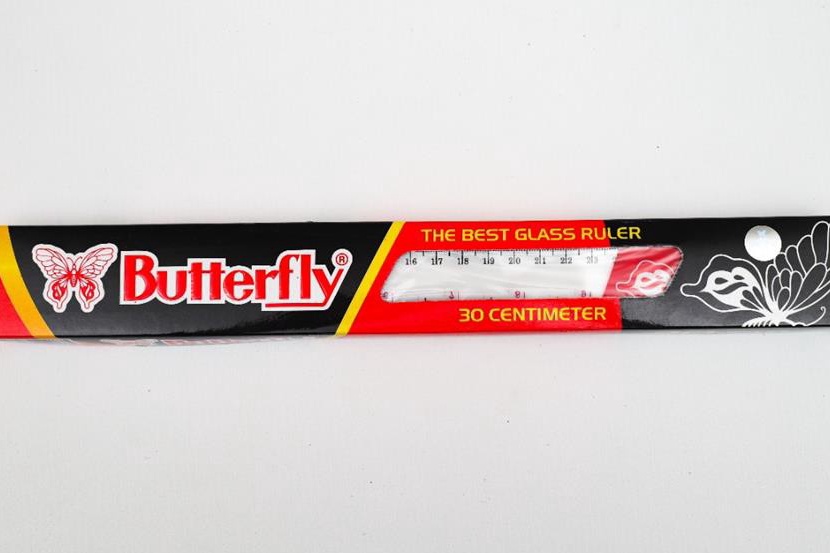 Butterfly®
THE BEST GLASS RULER
16 17 18 19 20 21 22 23
30 CENTIMETER